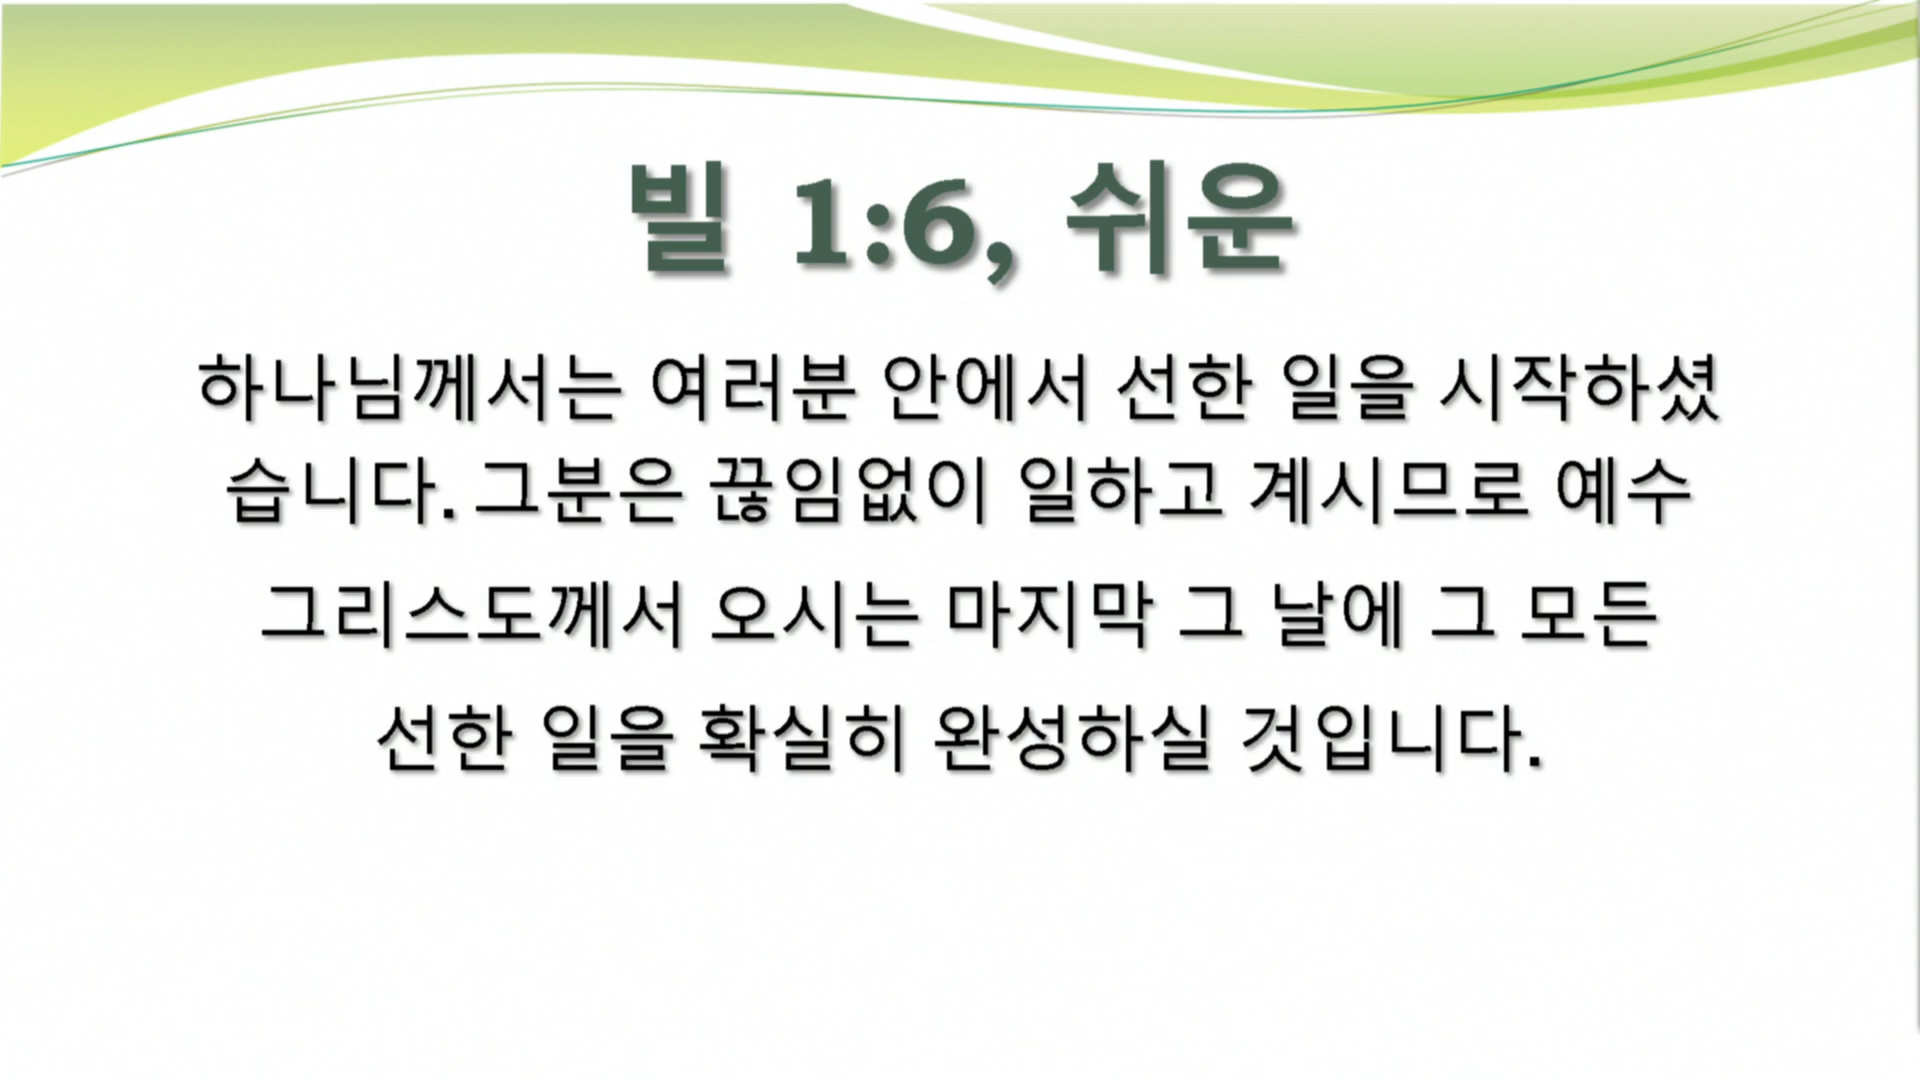 빌 1:6, 쉬운
하나님께서는 여러분 안에서 선한 일을 시작하셨
습니다. 그분은 끊임없이 일하고 계시므로 예수
그리스도께서 오시는 마지막 그 날에 그 모든
선한 일을 확실히 완성하실 것입니다.